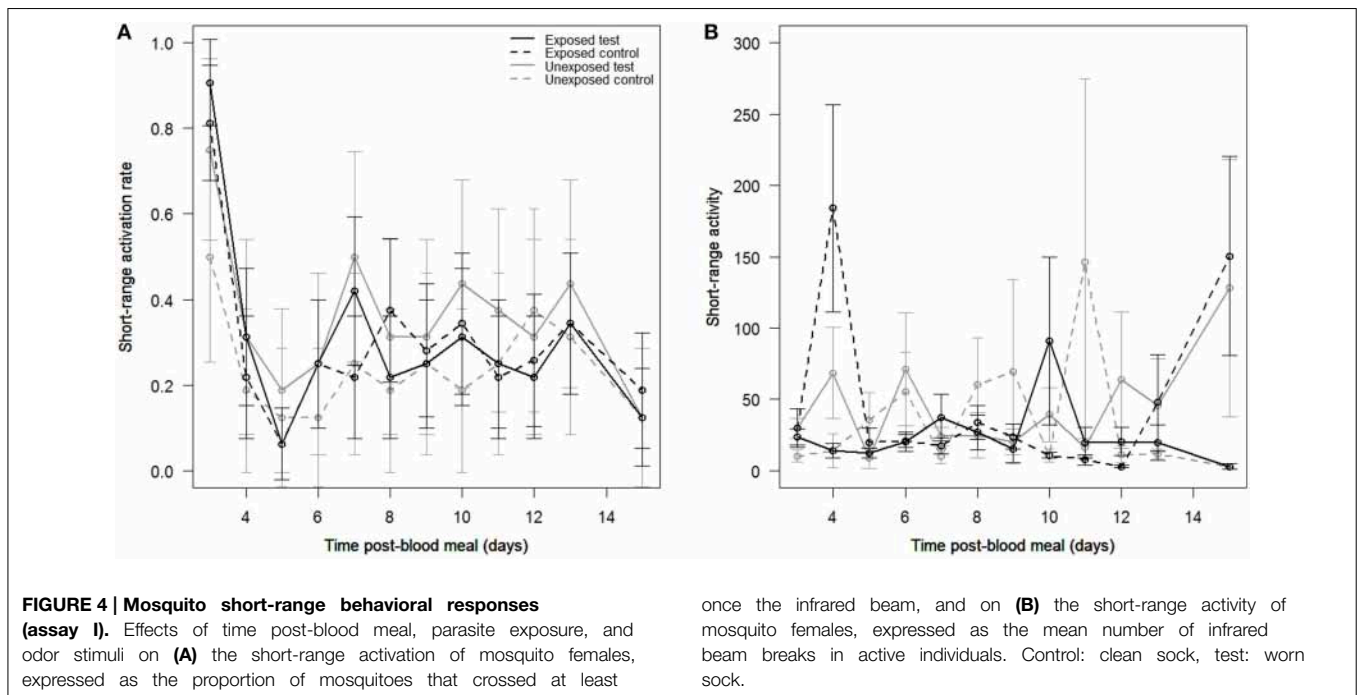 A
1.0
0.8
0.6
0.4
0.2
0.0
Short-range activation rate
4 6 8 10 12 14
Time post-blood meal (days)
Exposed test
Exposed control
Unexposed test
Unexposed control
B
300
250
200
150
100
50
0
Short-range activity
4 6 8 10 12 14
Time post-blood meal (days)
FIGURE 4 | Mosquito short-range behavioral responses
(assay I). Effects of time post-blood meal, parasite exposure, and
odor stimuli on (A) the short-range activation of mosquito females,
expressed as the proportion of mosquitoes that crossed at least
once the infrared beam, and on (B) the short-range activity of
mosquito females, expressed as the mean number of infrared
beam breaks in active individuals. Control: clean sock, test: worn
sock.